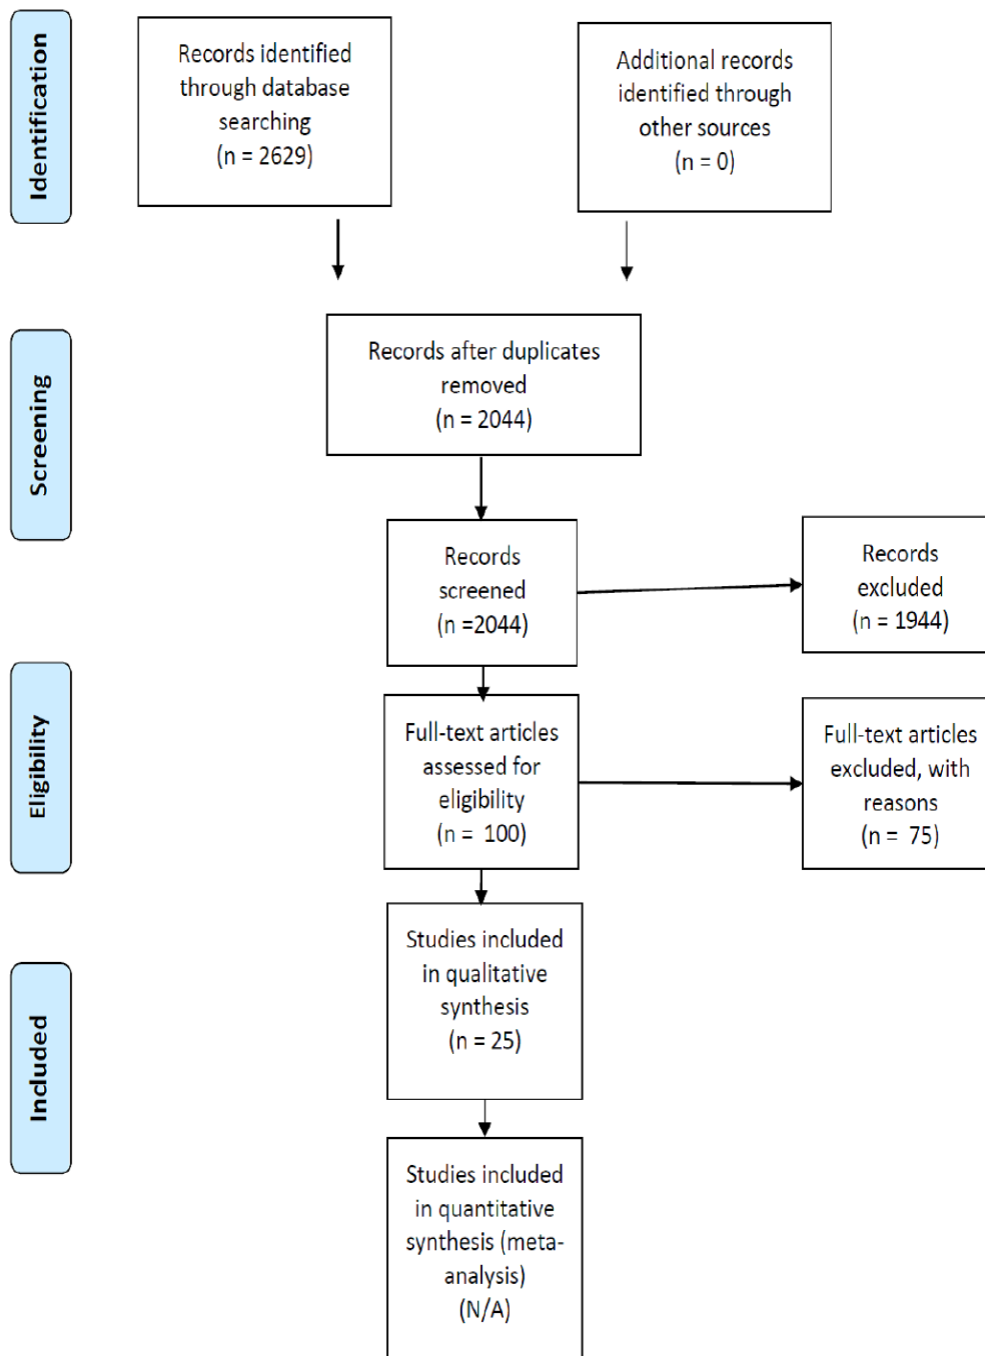 Identification
Records identified
through database
searching
(n = 2629)
Additional records
identified through
other sources
(n = 0)
Screening
Records after duplicates
removed
(n = 2044)
Records
screened
(n =2044)
Records
excluded
(n = 1944)
Eligibility
Full-text articles
assessed for
eligibility
(n = 100)
Full-text articles
excluded, with
reasons
(n = 75)
Included
Studies included
in qualitative
synthesis
(n = 25)
Studies included
in quantitative
synthesis (meta-
analysis)
(N/A)